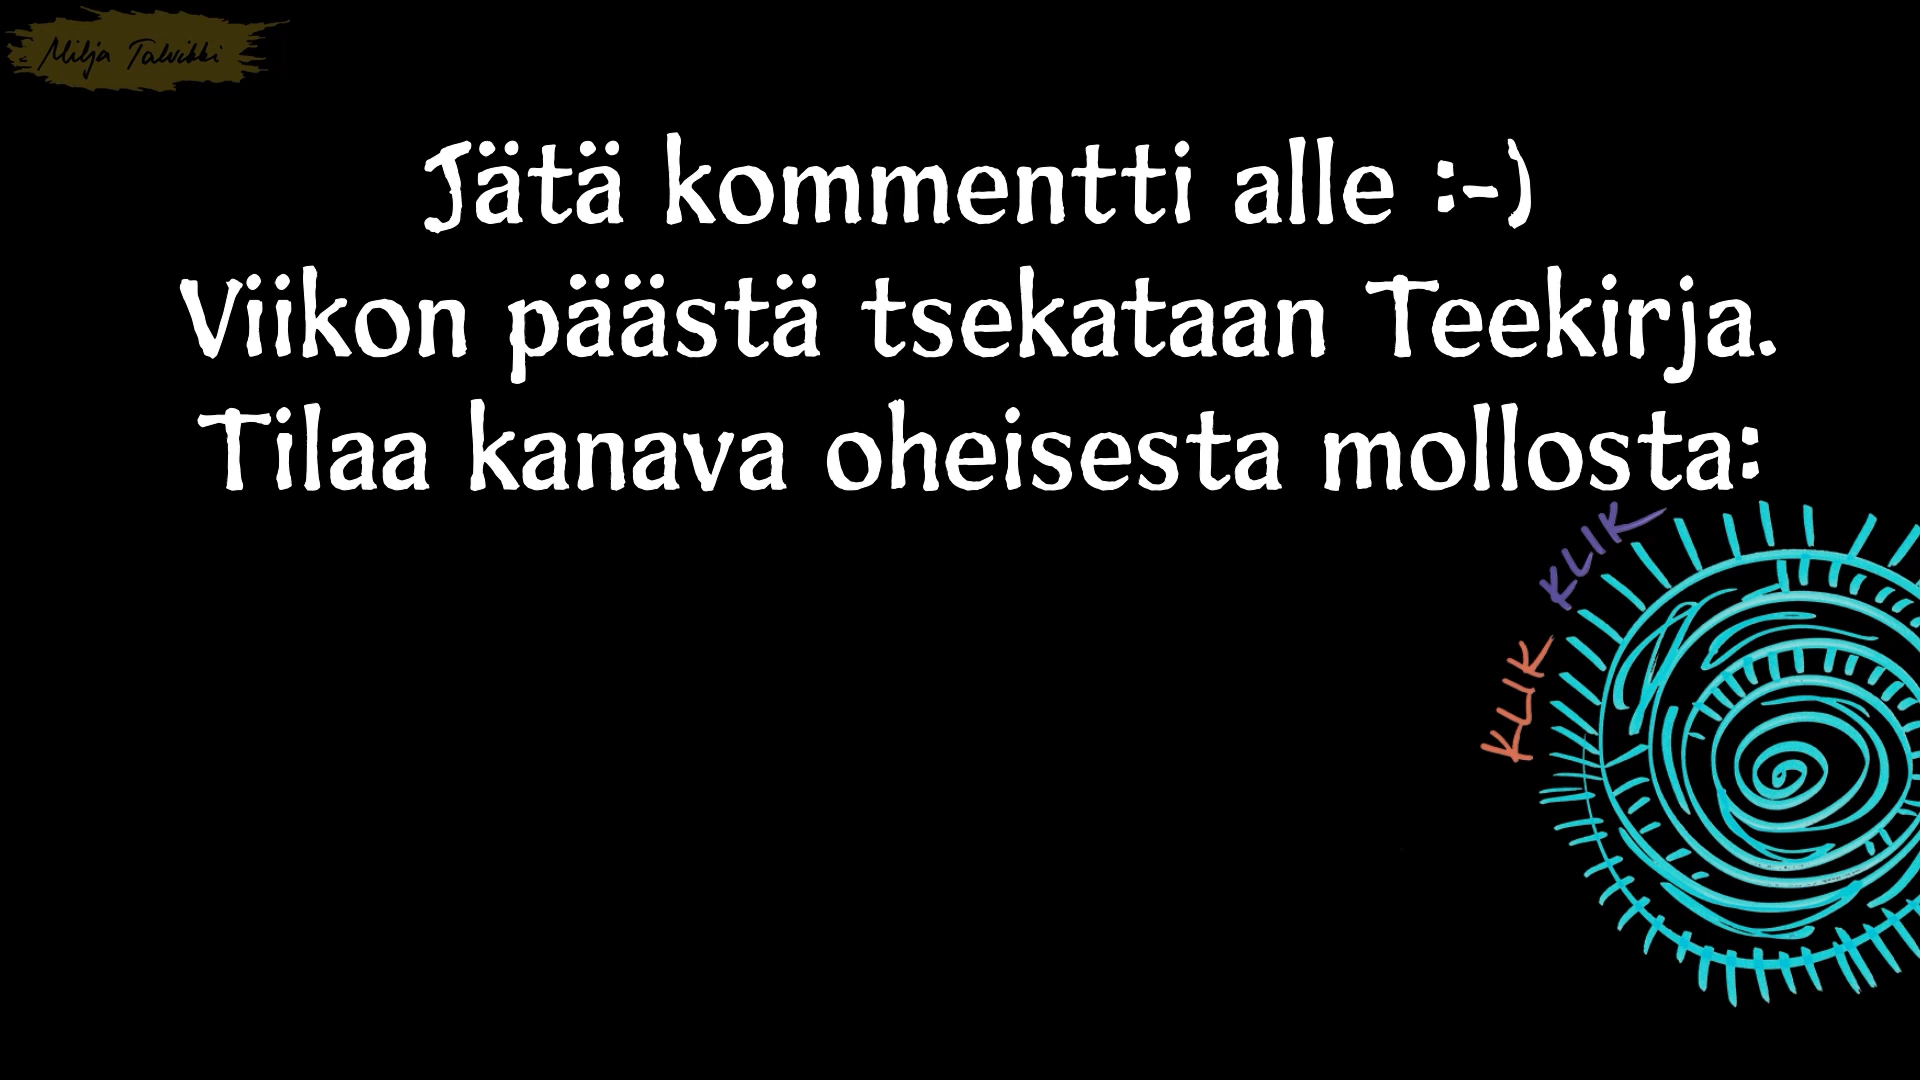 Milja Talvikki
Jätä kommentti alle :-)
Viikon päästä tsekataan Teekirja.
Tilaa kanava oheisesta mollosta:
KLIK
KLIK